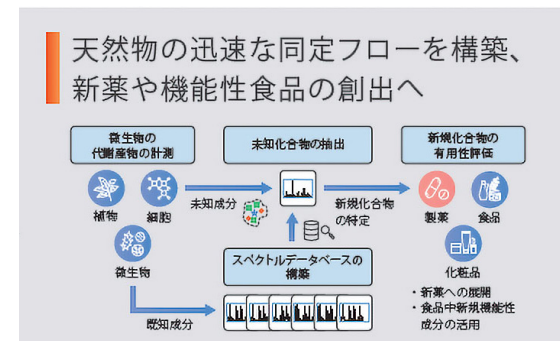 天然物の迅速な同定フローを構築、
新薬や機能性食品の創出へ
微生物の
代謝産物の計測
未知化合物の抽出
新規化合物の
有用性評価
植物
細胞
微生物
未知成分
新規化合物
の特定
製薬
食品
化粧品
スペクトルデータベースの
構築
既知成分
・新薬への展開
・食品中新規機能性
成分の活用